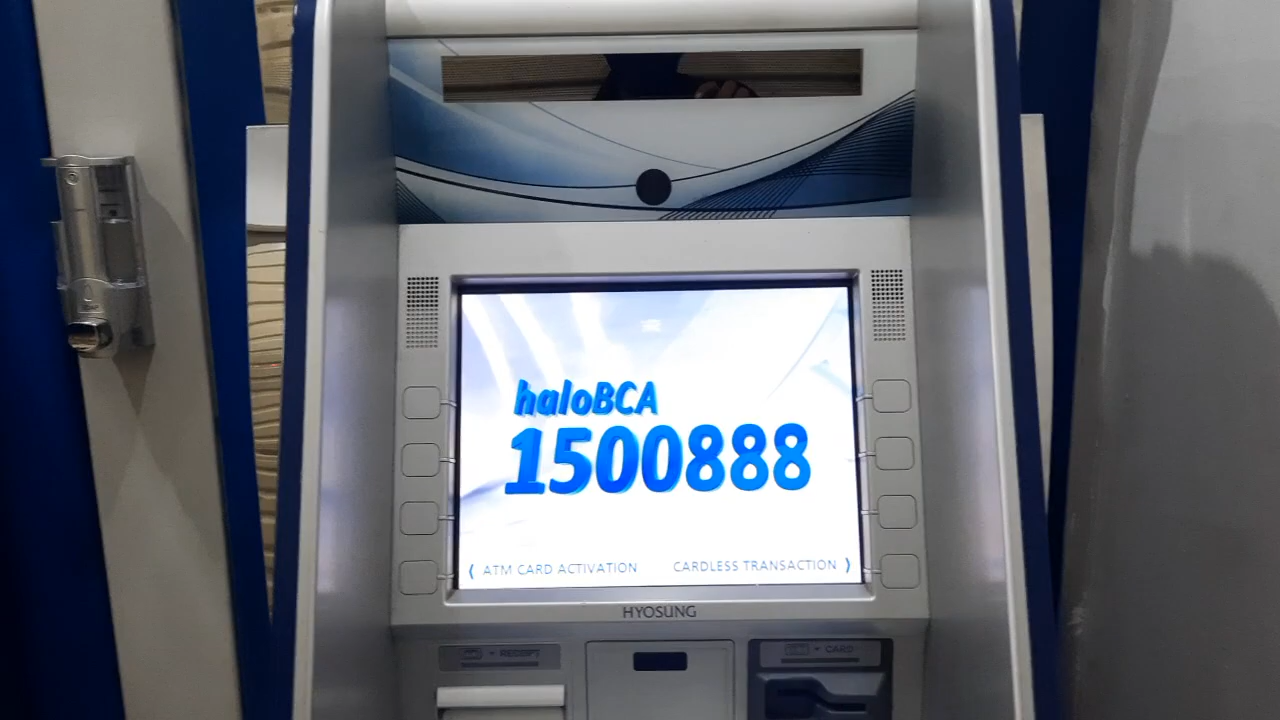 haloBCA
1500888
ATM CARD ACTIVATION
CARDLESS TRANSACTION
HYOSUNG
RECEIPT
CARD